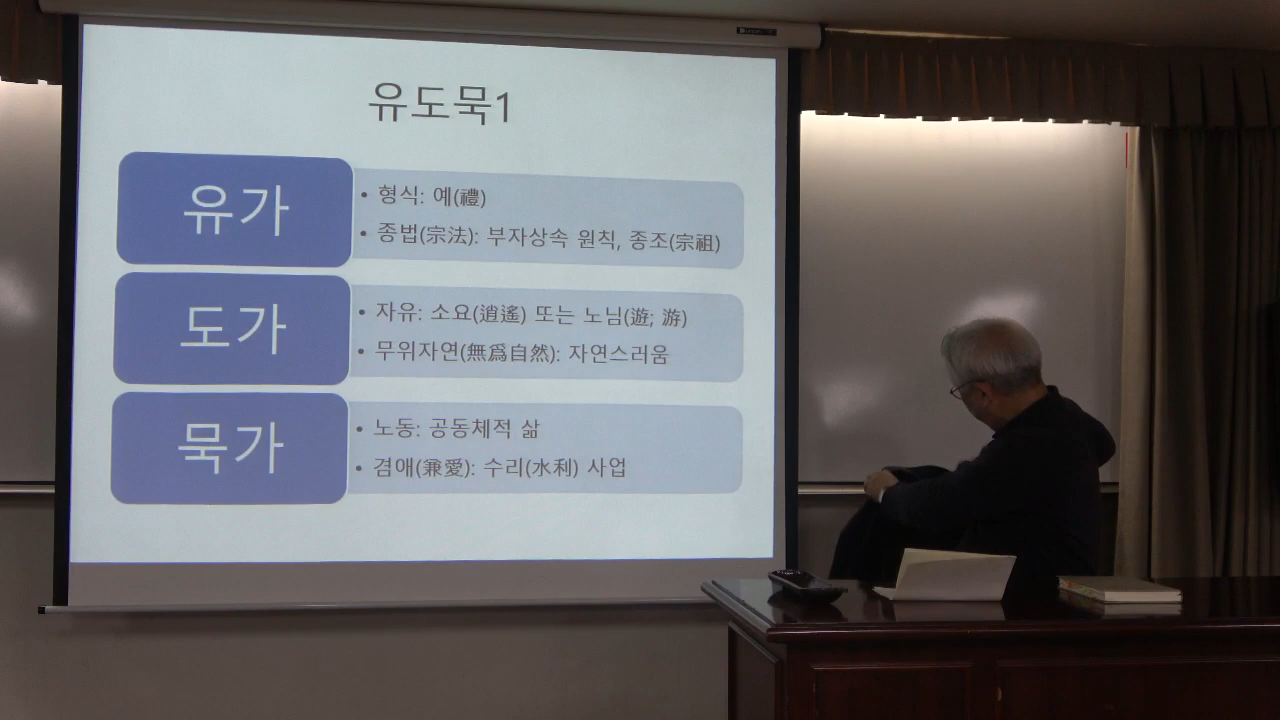 유도묵1
유가
• 형식: 예(禮)
• 종법(宗法): 부자상속 원칙, 종조(宗祖)
도가
• 자유: 소요(逍遙) 또는 노님(遊; 游)
• 무위자연(無爲自然): 자연스러움
묵가
• 노동: 공동체적 삶
• 겸애(兼愛): 수리(水利) 사업